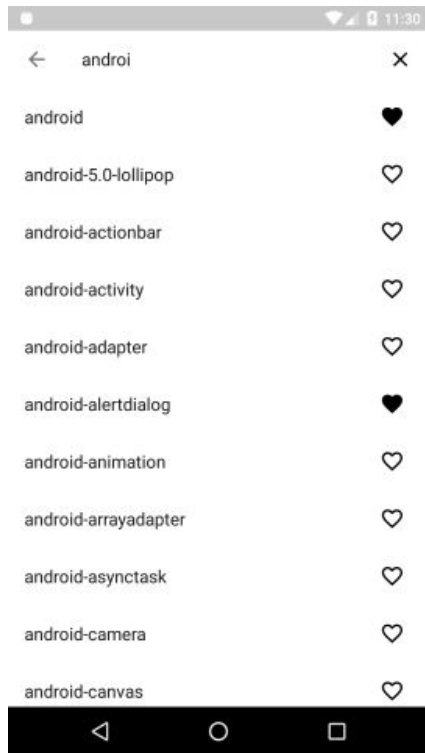 11:30
androi
android
android-5.0-lollipop
android-actionbar
android-activity
android-adapter
android-alertdialog
android-animation
android-arrayadapter
android-asynctask
android-camera
android-canvas